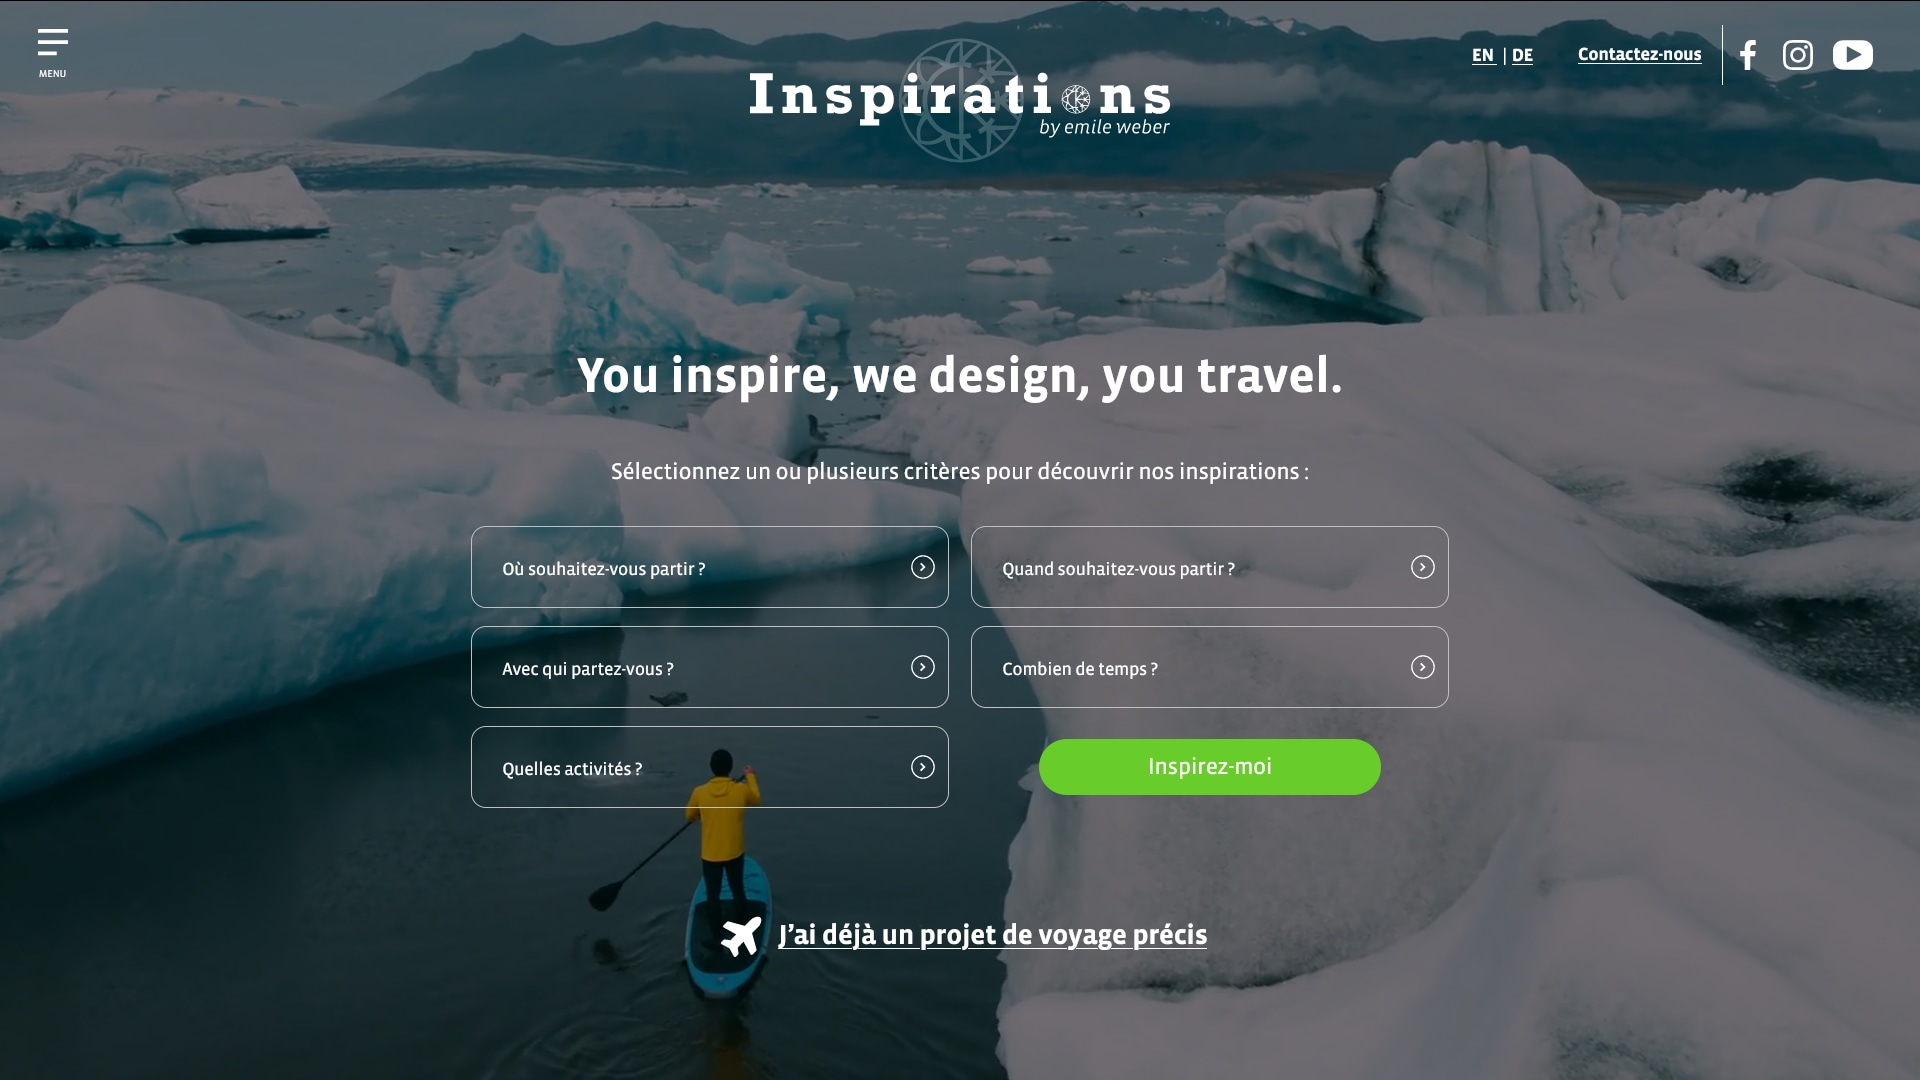 MENU
Inspirations
by emile weber
EN | DE
Contactez-nous
You inspire, we design, you travel.
Sélectionnez un ou plusieurs critères pour découvrir nos inspirations :
Où souhaitez-vous partir ?
Quand souhaitez-vous partir ?
Avec qui partez-vous ?
Combien de temps ?
Quelles activités ?
Inspirez-moi
J’ai déjà un projet de voyage précis